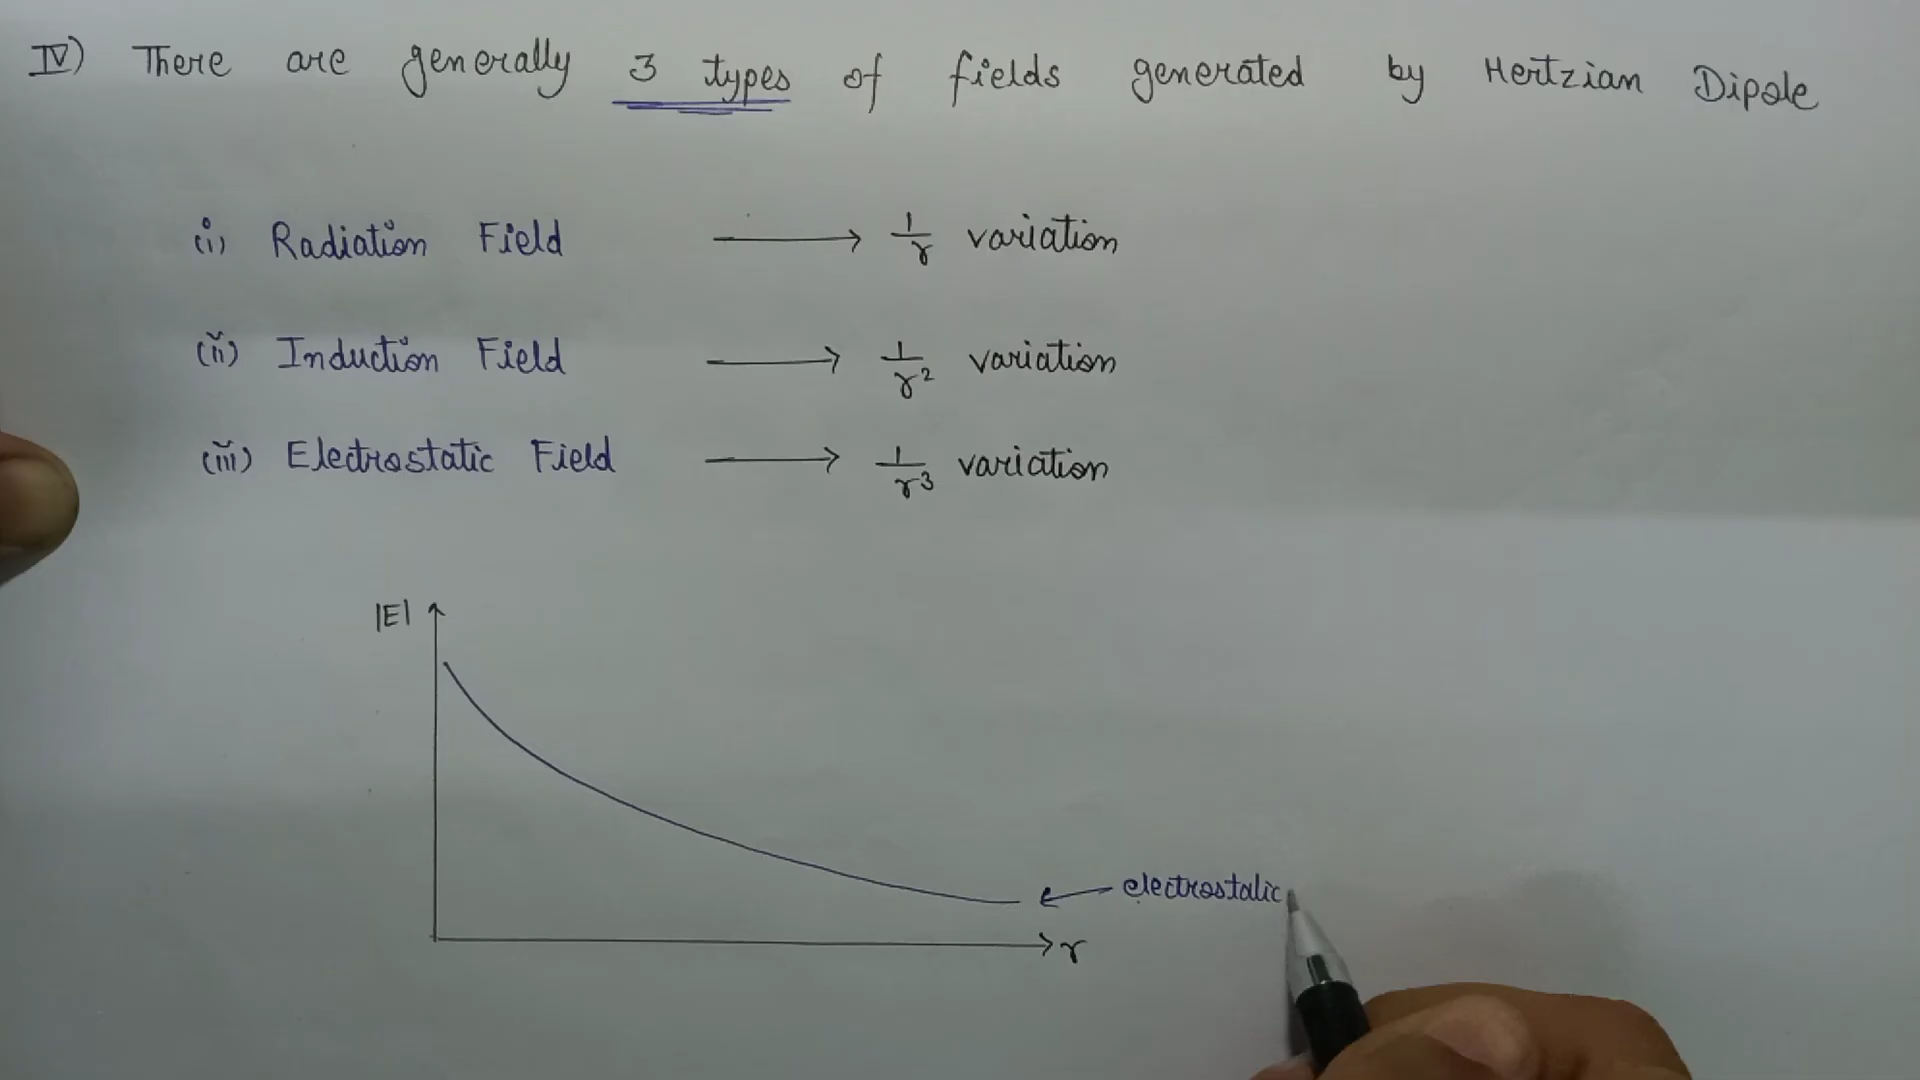 IV) There are generally 3 types of fields generated by Hertzian Dipole
(i) Radiation Field → 1/r variation
(ii) Induction Field → 1/r² variation
(iii) Electrostatic Field → 1/r³ variation
|E|
electrostatic
r